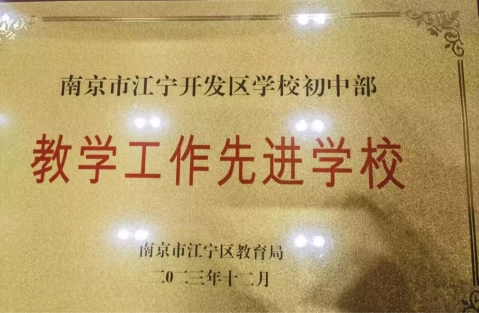 南京市江宁开发区学校初中部
教学工作先进学校
南京市江宁区教育局
二0二三年十二月